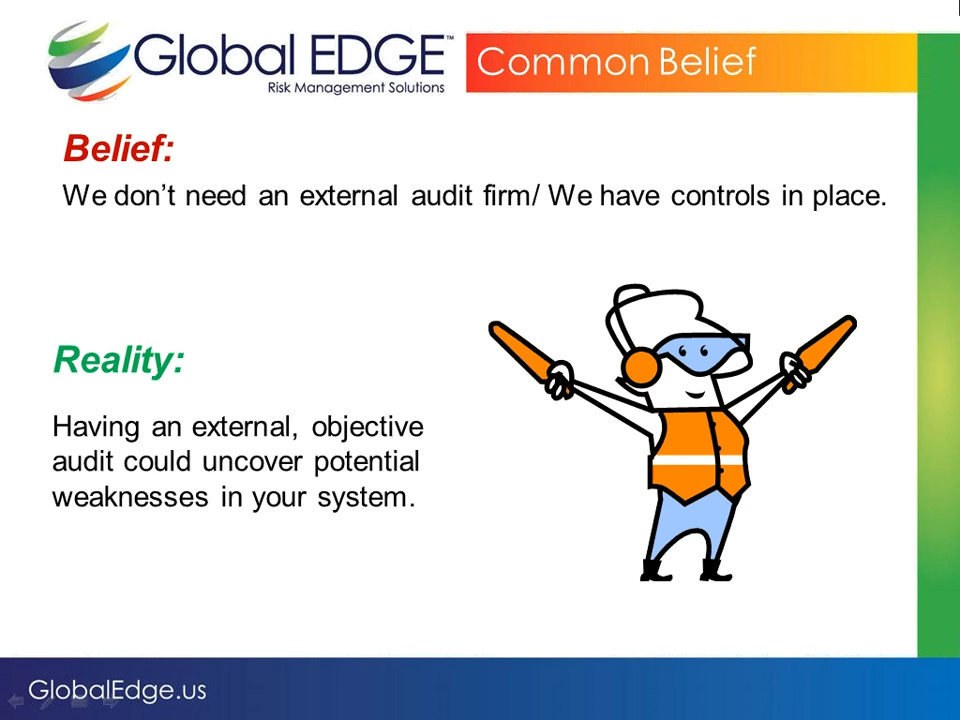 Global EDGE™
Risk Management Solutions
Common Belief
Belief:
We don’t need an external audit firm/ We have controls in place.
Reality:
Having an external, objective
audit could uncover potential
weaknesses in your system.
GlobalEdge.us